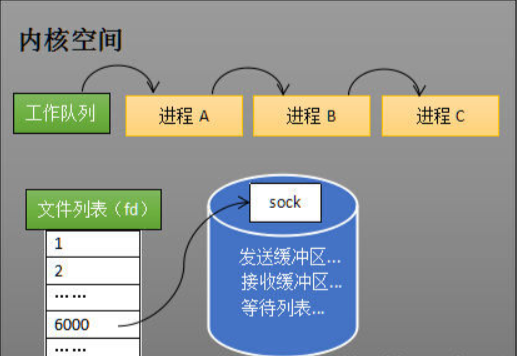 内核空间
工作队列
进程 A
进程 B
进程 C
文件列表（fd）
sock
1
2
……
6000
……
发送缓冲区...
接收缓冲区...
等待列表...